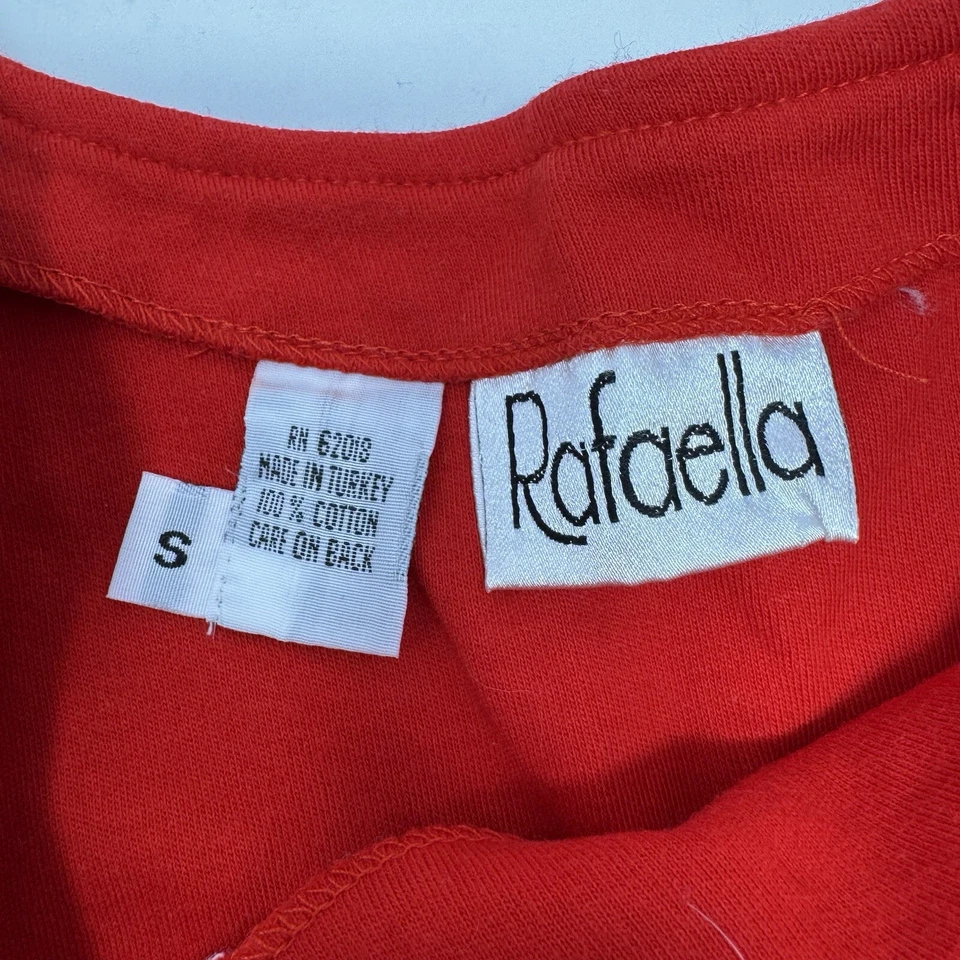 RN 62018
MADE IN TURKEY
100 % COTTON
CARE ON BACK
S
Rafaella